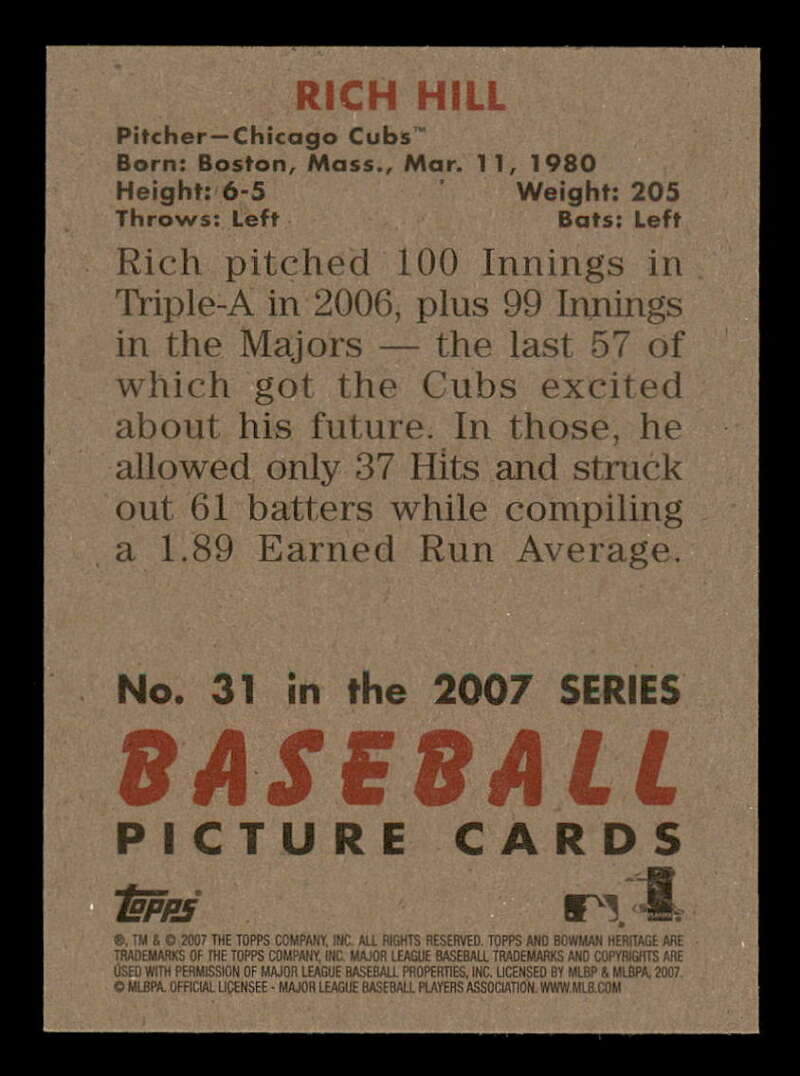 RICH HILL
Pitcher—Chicago Cubs™
Born: Boston, Mass., Mar. 11, 1980
Height: 6-5 Weight: 205
Throws: Left Bats: Left
Rich pitched 100 Innings in
Triple-A in 2006, plus 99 Innings
in the Majors — the last 57 of
which got the Cubs excited
about his future. In those, he
allowed only 37 Hits and struck
out 61 batters while compiling
a 1.89 Earned Run Average.
No. 31 in the 2007 SERIES
BASEBALL
PICTURE CARDS
Topps
®, TM & © 2007 THE TOPPS COMPANY, INC. ALL RIGHTS RESERVED. TOPPS AND BOWMAN HERITAGE ARE
TRADEMARKS OF THE TOPPS COMPANY, INC. MAJOR LEAGUE BASEBALL TRADEMARKS AND COPYRIGHTS ARE
USED WITH PERMISSION OF MAJOR LEAGUE BASEBALL PROPERTIES, INC. LICENSED BY MLBP & MLBPA, 2007.
© MLBPA. OFFICIAL LICENSEE - MAJOR LEAGUE BASEBALL PLAYERS ASSOCIATION. WWW.MLB.COM